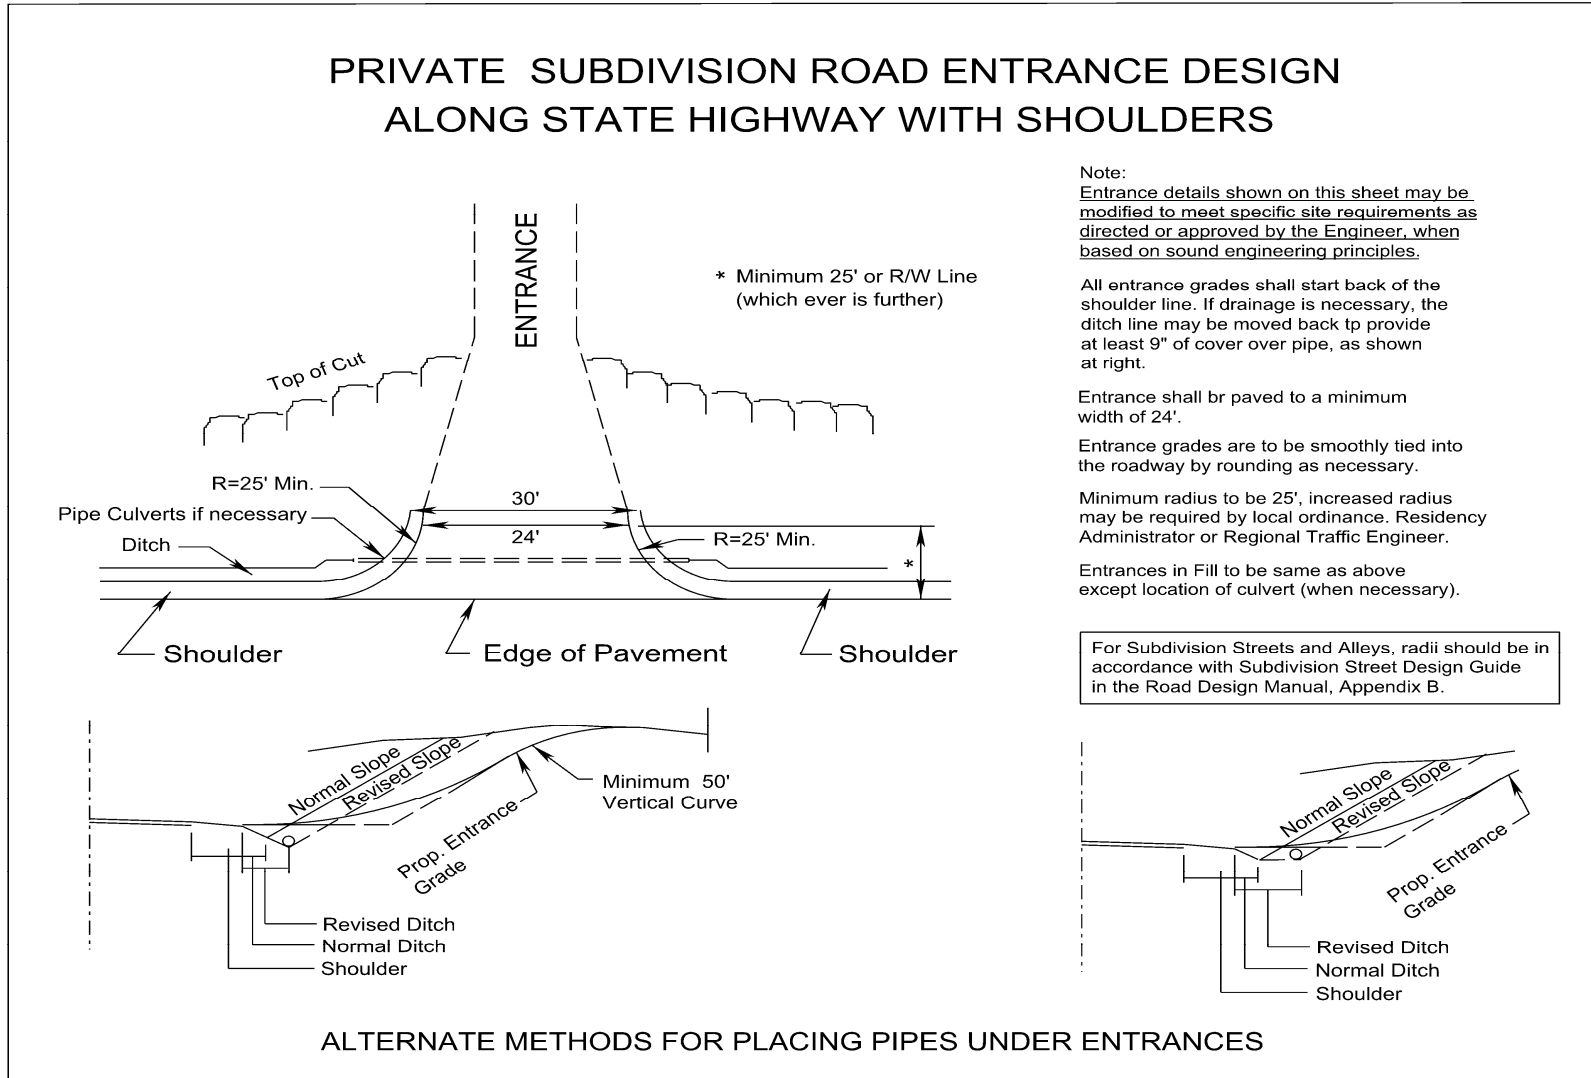 PRIVATE SUBDIVISION ROAD ENTRANCE DESIGN
ALONG STATE HIGHWAY WITH SHOULDERS
ENTRANCE
* Minimum 25' or R/W Line
(which ever is further)
Top of Cut
R=25' Min.
Pipe Culverts if necessary
Ditch
30'
24'
R=25' Min.
*
Shoulder
Edge of Pavement
Shoulder
Note:
Entrance details shown on this sheet may be
modified to meet specific site requirements as
directed or approved by the Engineer, when
based on sound engineering principles.
All entrance grades shall start back of the
shoulder line. If drainage is necessary, the
ditch line may be moved back tp provide
at least 9" of cover over pipe, as shown
at right.
Entrance shall br paved to a minimum
width of 24'.
Entrance grades are to be smoothly tied into
the roadway by rounding as necessary.
Minimum radius to be 25', increased radius
may be required by local ordinance. Residency
Administrator or Regional Traffic Engineer.
Entrances in Fill to be same as above
except location of culvert (when necessary).
For Subdivision Streets and Alleys, radii should be in
accordance with Subdivision Street Design Guide
in the Road Design Manual, Appendix B.
Normal Slope
Revised Slope
Minimum 50'
Vertical Curve
Prop. Entrance
Grade
Revised Ditch
Normal Ditch
Shoulder
Normal Slope
Revised Slope
Prop. Entrance
Grade
Revised Ditch
Normal Ditch
Shoulder
ALTERNATE METHODS FOR PLACING PIPES UNDER ENTRANCES